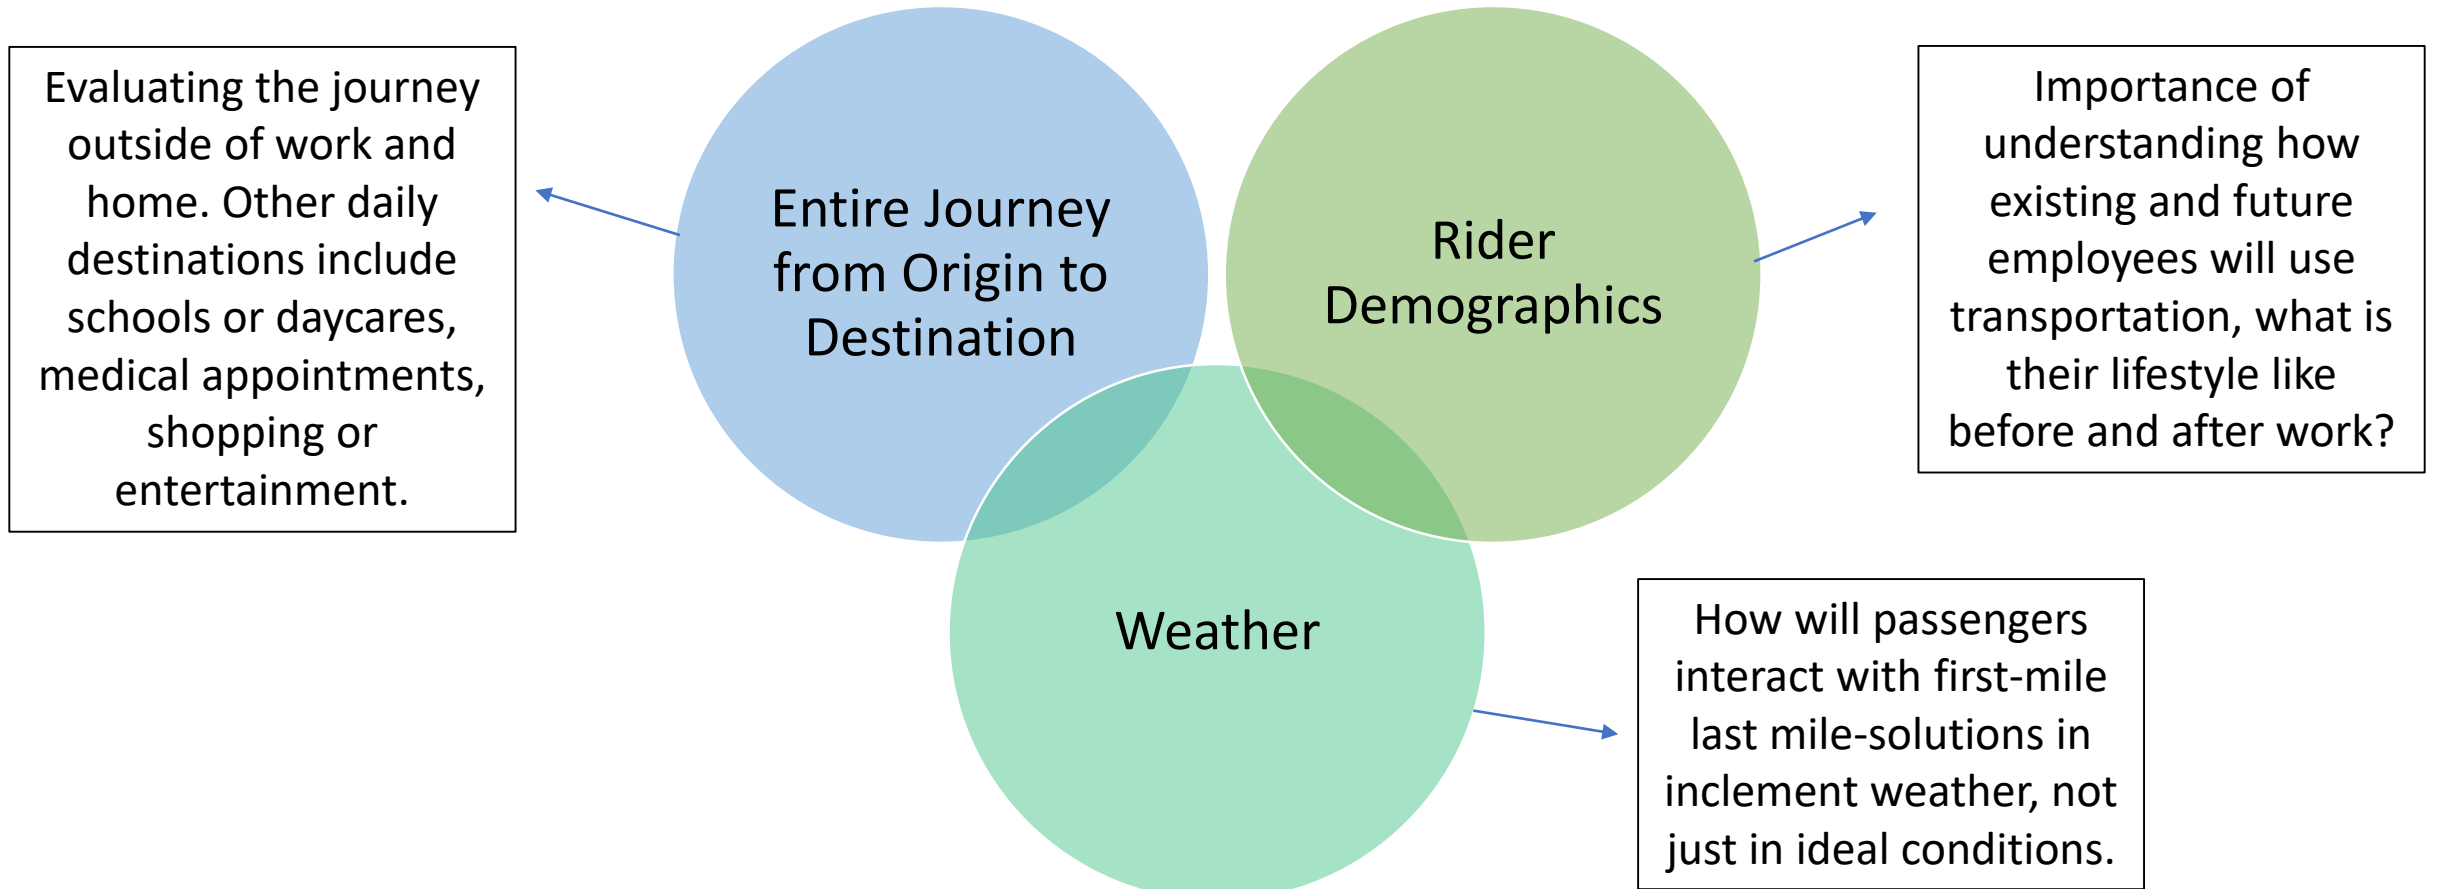 Evaluating the journey
outside of work and
home. Other daily
destinations include
schools or daycares,
medical appointments,
shopping or
entertainment.
Entire Journey
from Origin to
Destination
Rider
Demographics
Importance of
understanding how
existing and future
employees will use
transportation, what is
their lifestyle like
before and after work?
Weather
How will passengers
interact with first-mile
last mile-solutions in
inclement weather, not
just in ideal conditions.